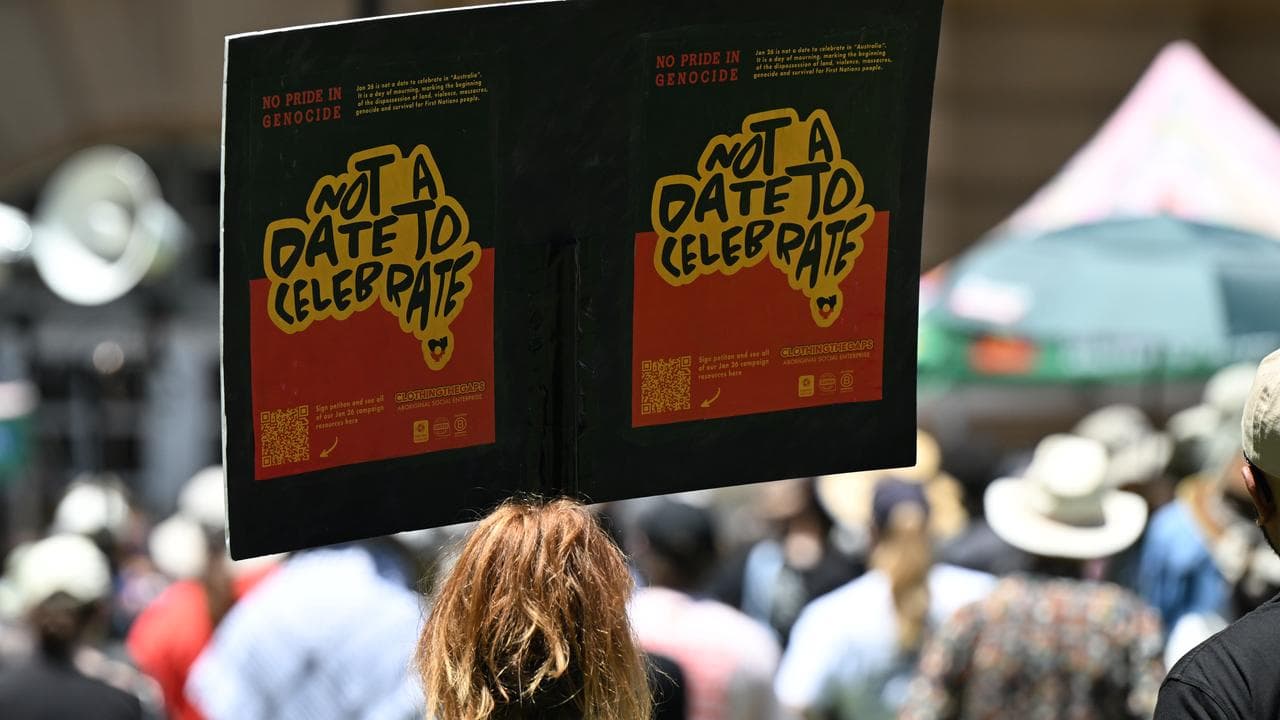 NO PRIDE IN
GENOCIDE
Jan 26 is not a date to celebrate in "Australia".
It is a day of mourning, marking the beginning
of the dispossession of land, violence, massacres,
genocide and survival for First Nations people.
NOT A
DATE TO
CELEBRATE
Sign petition and see all
of our Jan 26 campaign
resources here
CLOTHINGTHEGAPS
ABORIGINAL SOCIAL ENTERPRISE
B
NO PRIDE IN
GENOCIDE
Jan 26 is not a date to celebrate in "Australia".
It is a day of mourning, marking the beginning
of the dispossession of land, violence, massacres,
genocide and survival for First Nations people.
NOT A
DATE TO
CELEBRATE
Sign petition and see all
of our Jan 26 campaign
resources here
CLOTHINGTHEGAPS
ABORIGINAL SOCIAL ENTERPRISE
B